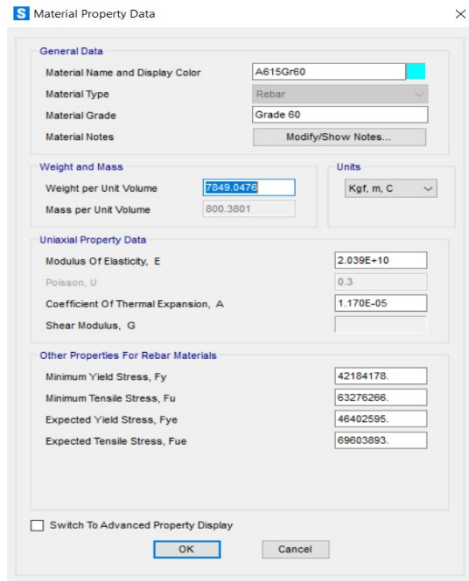 S Material Property Data
General Data
Material Name and Display Color A615Gr60
Material Type Rebar
Material Grade Grade 60
Material Notes Modify/Show Notes...
Weight and Mass Units
Weight per Unit Volume 7849.0476 Kgf, m, C
Mass per Unit Volume 800.3801
Uniaxial Property Data
Modulus Of Elasticity, E 2.039E+10
Poisson, U 0.3
Coefficient Of Thermal Expansion, A 1.170E-05
Shear Modulus, G
Other Properties For Rebar Materials
Minimum Yield Stress, Fy 42184178.
Minimum Tensile Stress, Fu 63276266.
Expected Yield Stress, Fye 46402595.
Expected Tensile Stress, Fue 69603893.
Switch To Advanced Property Display
OK Cancel